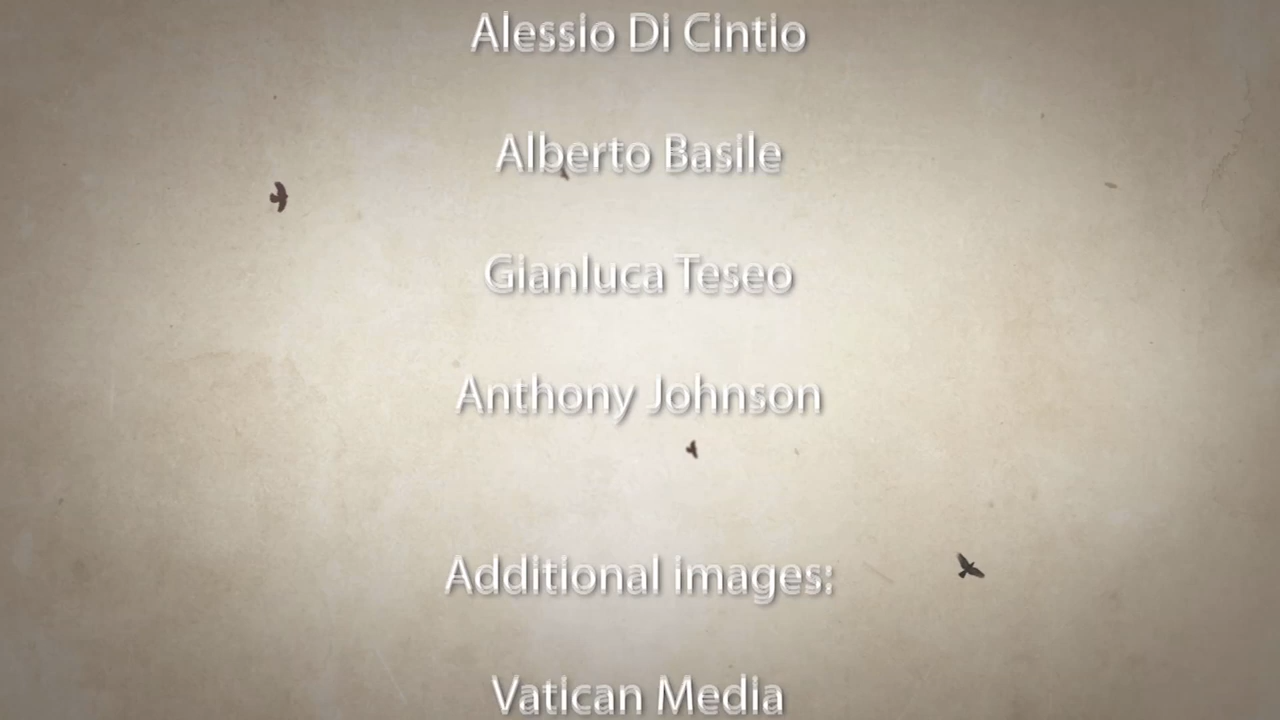 Alessio Di Cintio
Alberto Basile
Gianluca Teseo
Anthony Johnson
Additional images:
Vatican Media